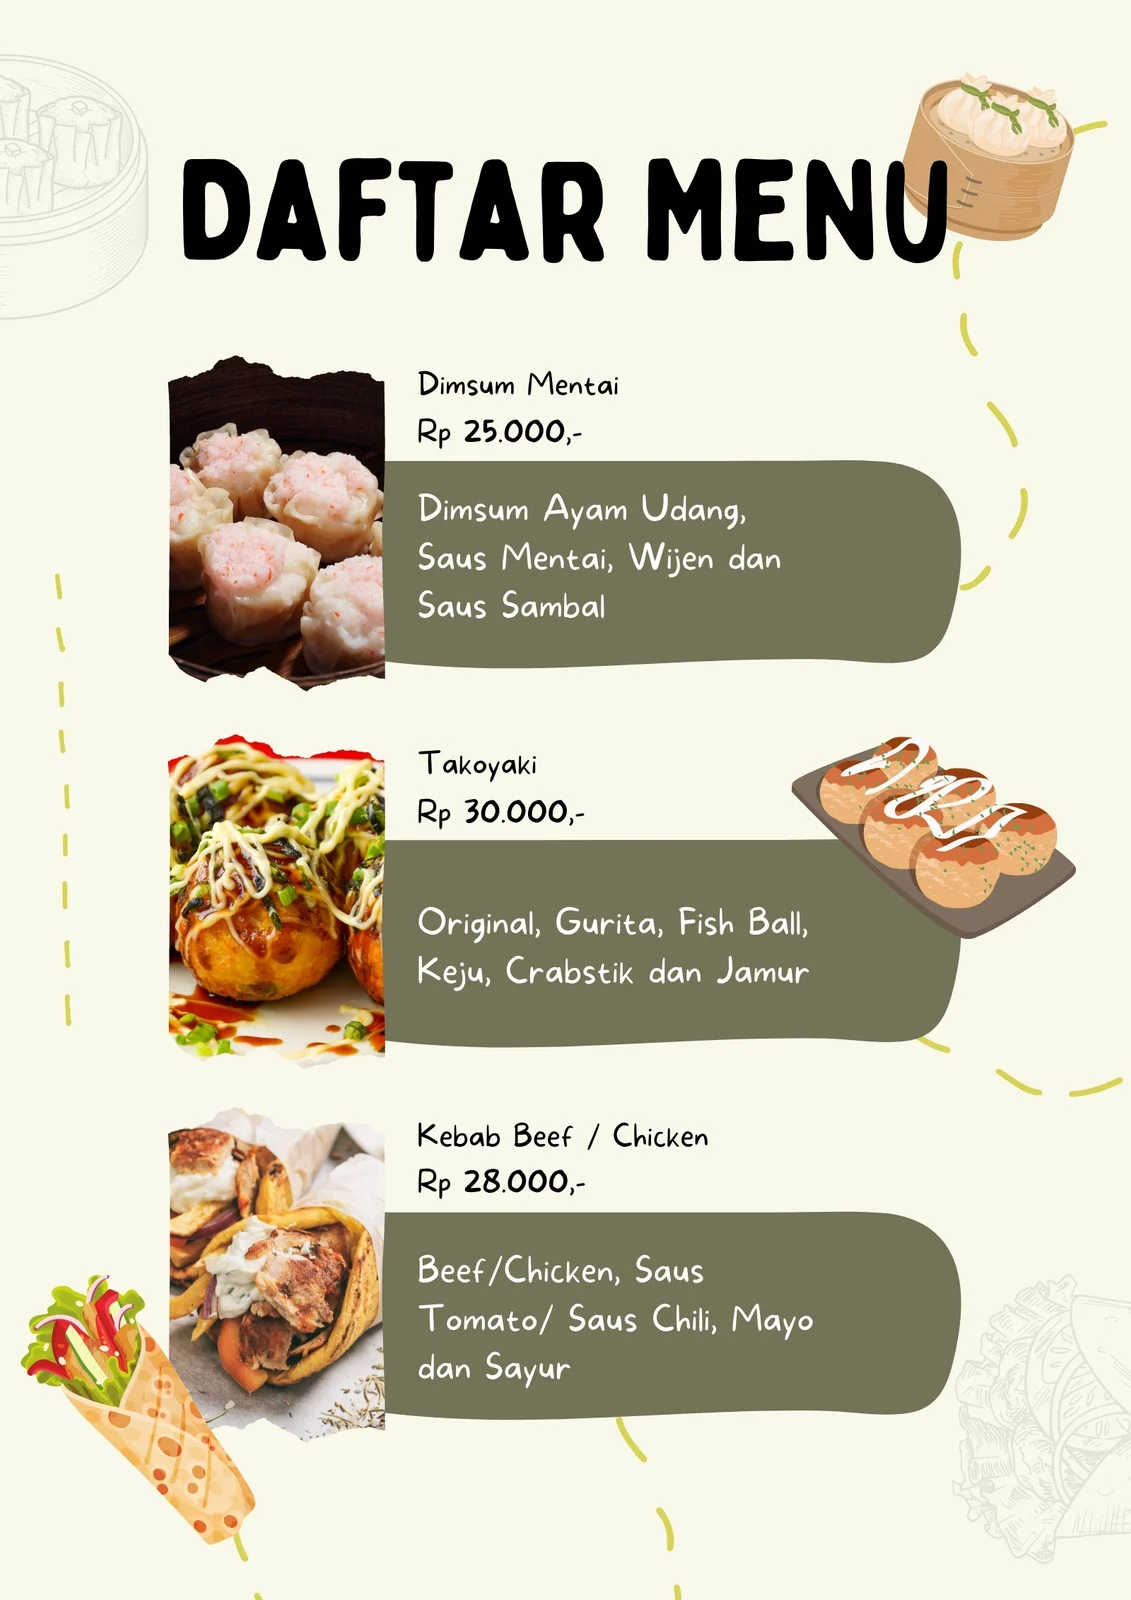 DAFTAR MENU
Dimsum Mentai
Rp 25.000,-
Dimsum Ayam Udang,
Saus Mentai, Wijen dan
Saus Sambal
Takoyaki
Rp 30.000,-
Original, Gurita, Fish Ball,
Keju, Crabstik dan Jamur
Kebab Beef / Chicken
Rp 28.000,-
Beef/Chicken, Saus
Tomato/ Saus Chili, Mayo
dan Sayur